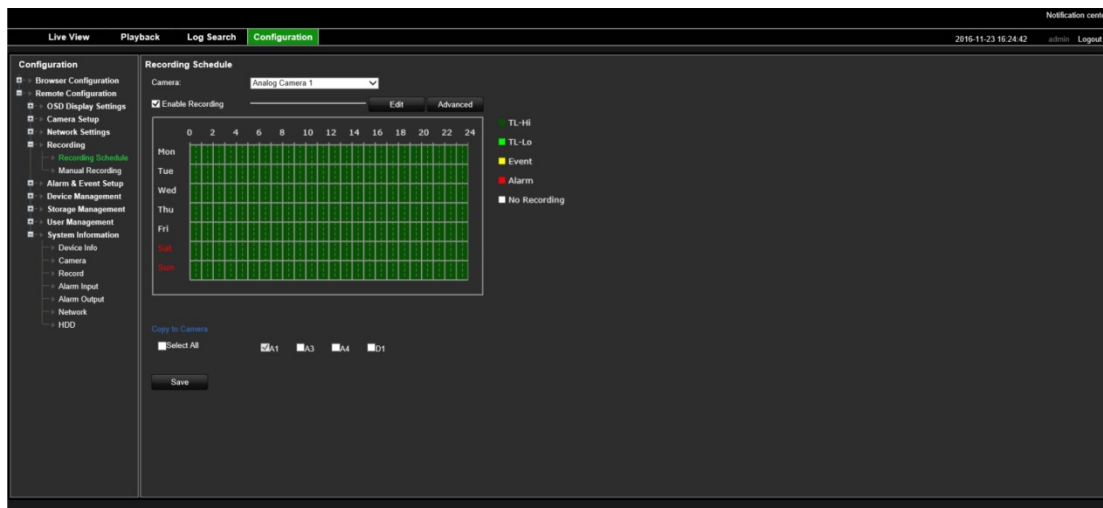 Notification cente
Live View Playback Log Search Configuration
2016-11-23 16:24:42 admin Logout
Configuration
Browser Configuration
Remote Configuration
OSD Display Settings
Camera Setup
Network Settings
Recording
Recording Schedule
Manual Recording
Alarm & Event Setup
Device Management
Storage Management
User Management
System Information
Device Info
Camera
Record
Alarm Input
Alarm Output
Network
HDD
Recording Schedule
Camera: Analog Camera 1
Enable Recording Edit Advanced
0 2 4 6 8 10 12 14 16 18 20 22 24
Mon
Tue
Wed
Thu
Fri
Sat
Sun
TL-Hi
TL-Lo
Event
Alarm
No Recording
Copy to Camera
Select All A1 A3 A4 D1
Save